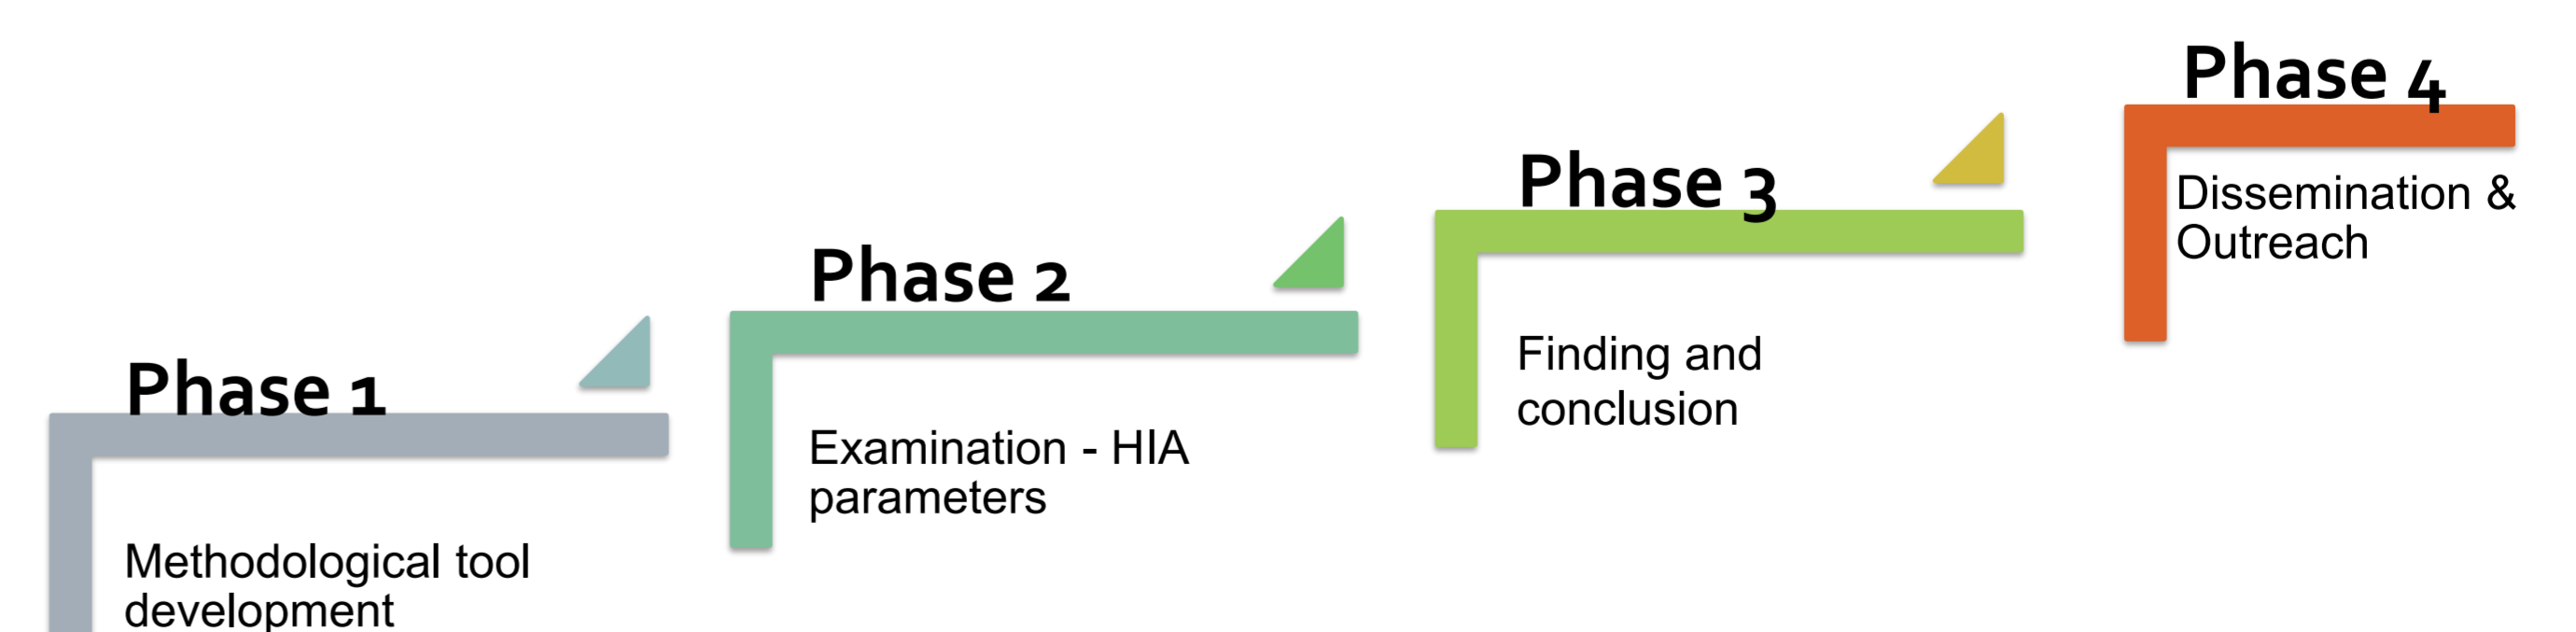 Phase 1
Methodological tool
development
Phase 2
Examination - HIA
parameters
Phase 3
Finding and
conclusion
Phase 4
Dissemination &
Outreach